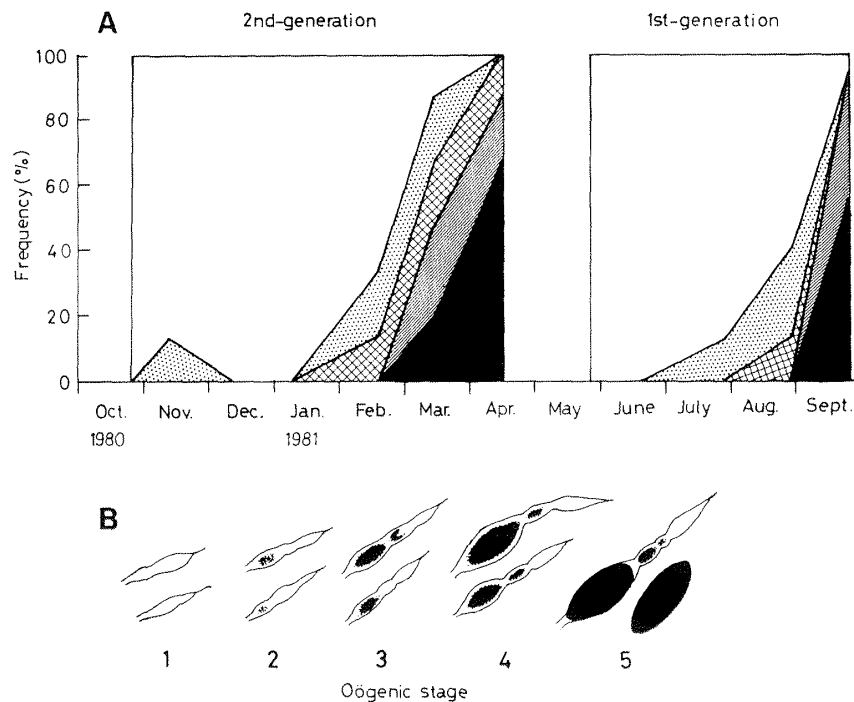 A
2nd-generation
1st-generation
Frequency (%)
100
80
60
40
20
0
Oct. Nov. Dec. Jan. Feb. Mar. Apr. May June July Aug. Sept.
1980 1981
B
1 2 3 4 5
Oögenic stage